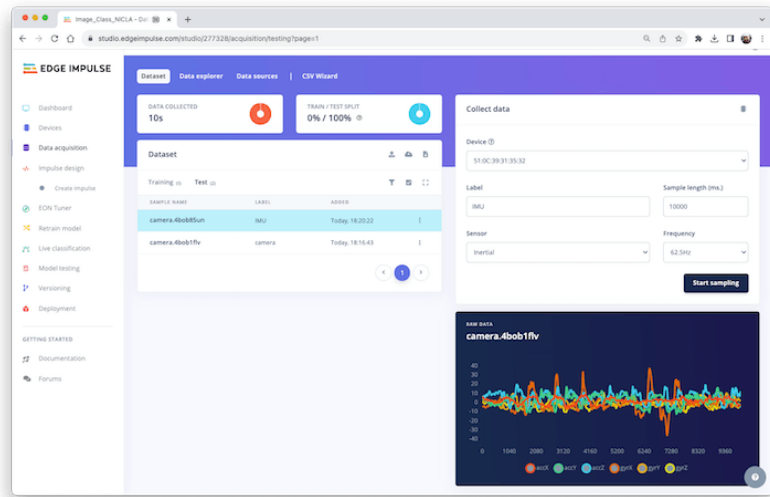 Image_Class_NICLA - Dat
studio.edgeimpulse.com/studio/277328/acquisition/testing?page=1
EDGE IMPULSE
Dashboard
Devices
Data acquisition
Impulse design
Create impulse
EON Tuner
Retrain model
Live classification
Model testing
Versioning
Deployment
GETTING STARTED
Documentation
Forums
Dataset Data explorer Data sources | CSV Wizard
DATA COLLECTED
10s
TRAIN / TEST SPLIT
0% / 100%
Dataset
Training (0) Test (2)
SAMPLE NAME LABEL ADDED
camera.4bob85un IMU Today, 18:20:22
camera.4bob1flv camera Today, 18:16:43
1
Collect data
Device
51:0C:39:31:35:32
Label Sample length (ms.)
IMU 10000
Sensor Frequency
Inertial 62.5Hz
Start sampling
RAW DATA
camera.4bob1flv
40
30
20
10
0
-10
-20
-30
-40
0 1040 2080 3120 4160 5200 6240 7280 8320 9360
accX accY accZ gyrX gyrY gyrZ